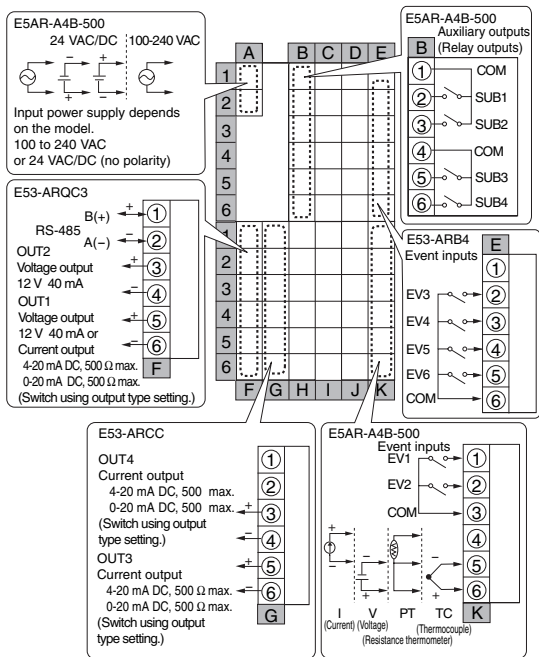 E5AR-A4B-500
24 VAC/DC 100-240 VAC
+ − − +
Input power supply depends
on the model.
100 to 240 VAC
or 24 VAC/DC (no polarity)
A B C D E
1
2
3
4
5
6
1
2
3
4
5
6
F G H I J K
E5AR-A4B-500
Auxiliary outputs
(Relay outputs)
B
① COM
② SUB1
③ SUB2
④ COM
⑤ SUB3
⑥ SUB4
E53-ARQC3
B(+) + ①
RS-485
A(−) − ②
OUT2
Voltage output + ③
12 V 40 mA − ④
OUT1
Voltage output + ⑤
12 V 40 mA or
Current output − ⑥
4-20 mA DC, 500 Ω max.
0-20 mA DC, 500 Ω max.
F
(Switch using output type setting.)
E53-ARB4
Event inputs
E
①
EV3 ②
EV4 ③
EV5 ④
EV6 ⑤
COM ⑥
E53-ARCC
OUT4 ①
Current output ②
4-20 mA DC, 500 max.
0-20 mA DC, 500 max. + ③
(Switch using output
type setting.) − ④
OUT3 + ⑤
Current output
4-20 mA DC, 500 Ω max. − ⑥
0-20 mA DC, 500 Ω max.
G
(Switch using output
type setting.)
E5AR-A4B-500
Event inputs
EV1 ①
EV2 ②
COM ③
④
⑤
⑥
+ − − + − +
I V PT TC K
(Current) (Voltage) (Thermocouple)
(Resistance thermometer)